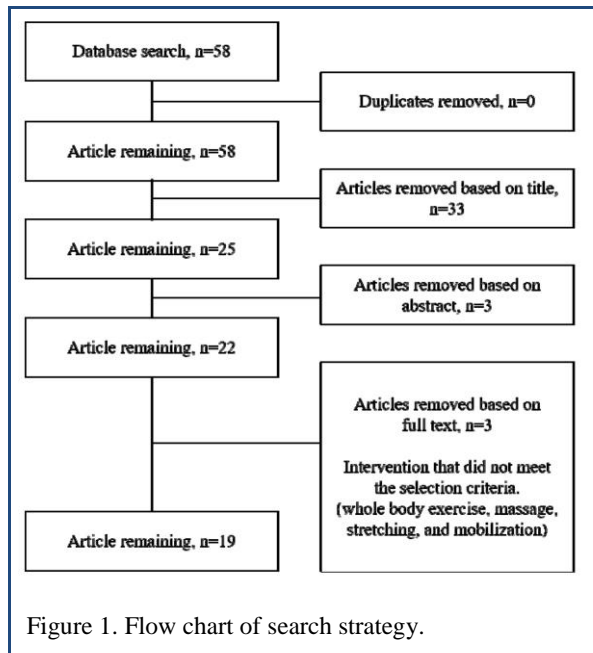 Database search, n=58
Duplicates removed, n=0
Article remaining, n=58
Articles removed based on title,
n=33
Article remaining, n=25
Articles removed based on
abstract, n=3
Article remaining, n=22
Articles removed based on
full text, n=3
Intervention that did not meet
the selection criteria.
(whole body exercise, massage,
stretching, and mobilization)
Article remaining, n=19
Figure 1. Flow chart of search strategy.